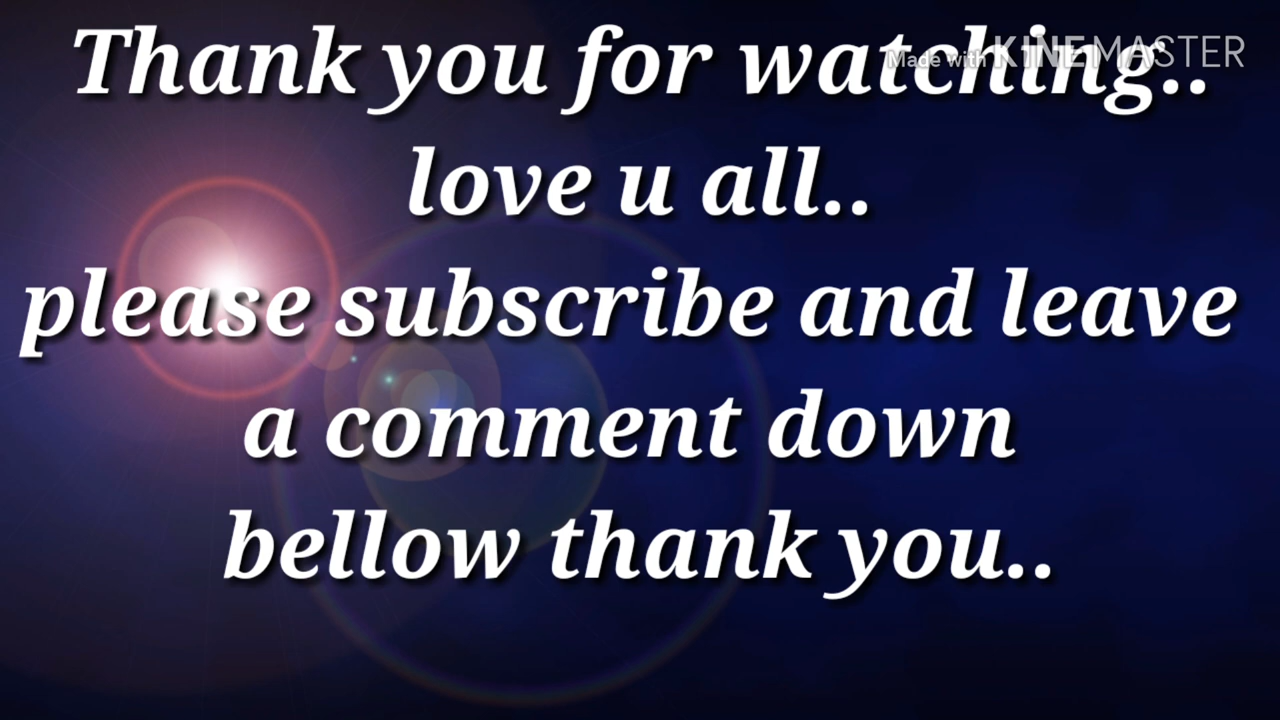 Thank you for watching..
Made with KINEMASTER
love u all..
please subscribe and leave
a comment down
bellow thank you..